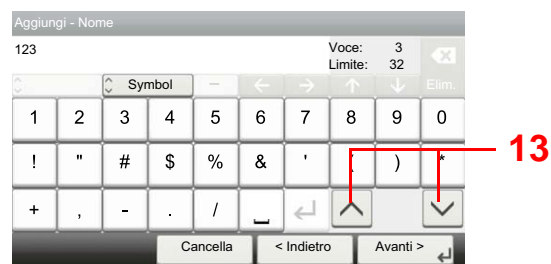 Aggiungi - Nome
123
Voce: 3
Limite: 32
Symbol Elim.
1 2 3 4 5 6 7 8 9 0
! " # $ % & ' ( ) *
13
+ , - . /
Cancella < Indietro Avanti >